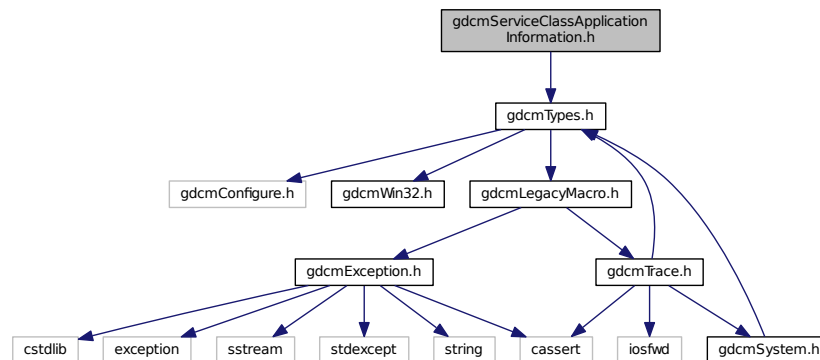 gdcmServiceClassApplication
Information.h
gdcmTypes.h
gdcmConfigure.h
gdcmWin32.h
gdcmLegacyMacro.h
gdcmException.h
gdcmTrace.h
cstdlib
exception
sstream
stdexcept
string
cassert
iosfwd
gdcmSystem.h